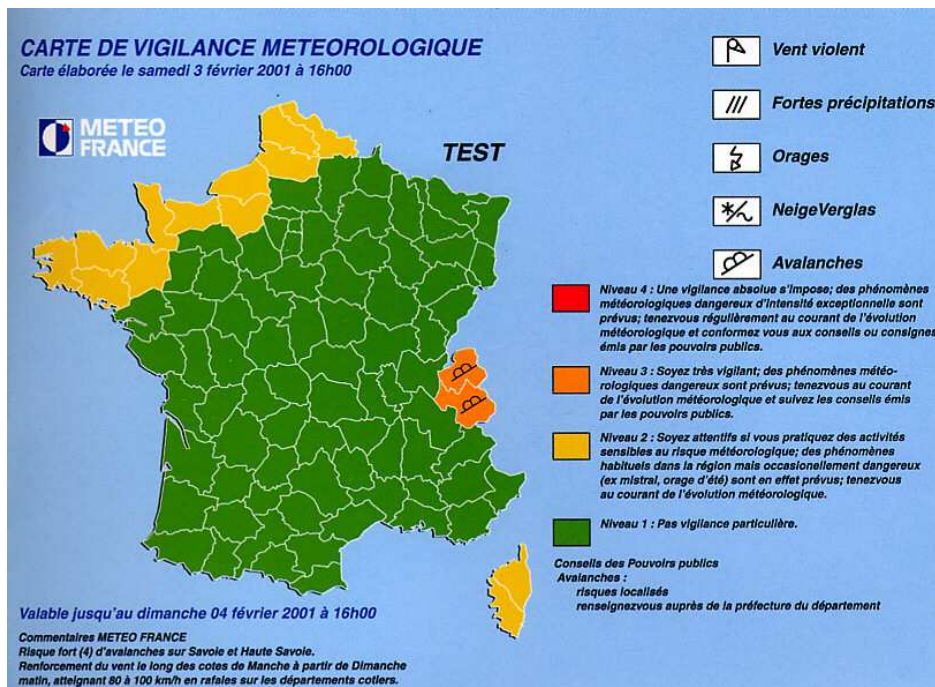 CARTE DE VIGILANCE METEOROLOGIQUE
Carte élaborée le samedi 3 février 2001 à 16h00
METEO
FRANCE
TEST
Vent violent
Fortes précipitations
Orages
NeigeVerglas
Avalanches
Niveau 4 : Une vigilance absolue s'impose; des phénomènes
météorologiques dangereux d'intensité exceptionnelle sont
prévus; tenezvous régulièrement au courant de l'évolution
météorologique et conformez vous aux conseils ou consignes
émis par les pouvoirs publics.
Niveau 3 : Soyez très vigilant; des phénomènes météo-
rologiques dangereux sont prévus; tenezvous au courant
de l'évolution météorologique et suivez les conseils émis
par les pouvoirs publics.
Niveau 2 : Soyez attentifs si vous pratiquez des activités
sensibles au risque météorologique; des phénomènes
habituels dans la région mais occasionellement dangereux
(ex mistral, orage d'été) sont en effet prévus; tenezvous
au courant de l'évolution météorologique.
Niveau 1 : Pas vigilance particulière.
Conseils des Pouvoirs publics
Avalanches :
risques localisés
renseignezvous auprès de la préfecture du département
Valable jusqu'au dimanche 04 février 2001 à 16h00
Commentaires METEO FRANCE
Risque fort (4) d'avalanches sur Savoie et Haute Savoie.
Renforcement du vent le long des cotes de Manche à partir de Dimanche
matin, atteignant 80 à 100 km/h en rafales sur les départements cotiers.